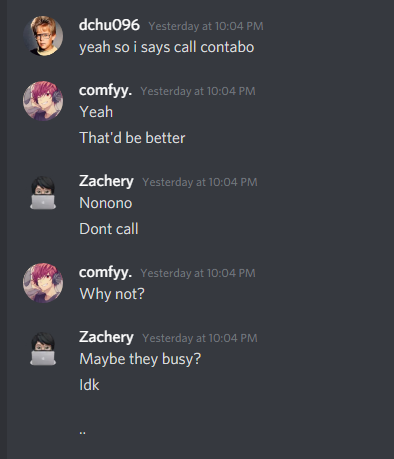 dchu096 Yesterday at 10:04 PM
yeah so i says call contabo
comfyy. Yesterday at 10:04 PM
Yeah
That'd be better
Zachery Yesterday at 10:04 PM
Nonono
Dont call
comfyy. Yesterday at 10:04 PM
Why not?
Zachery Yesterday at 10:04 PM
Maybe they busy?
Idk
..